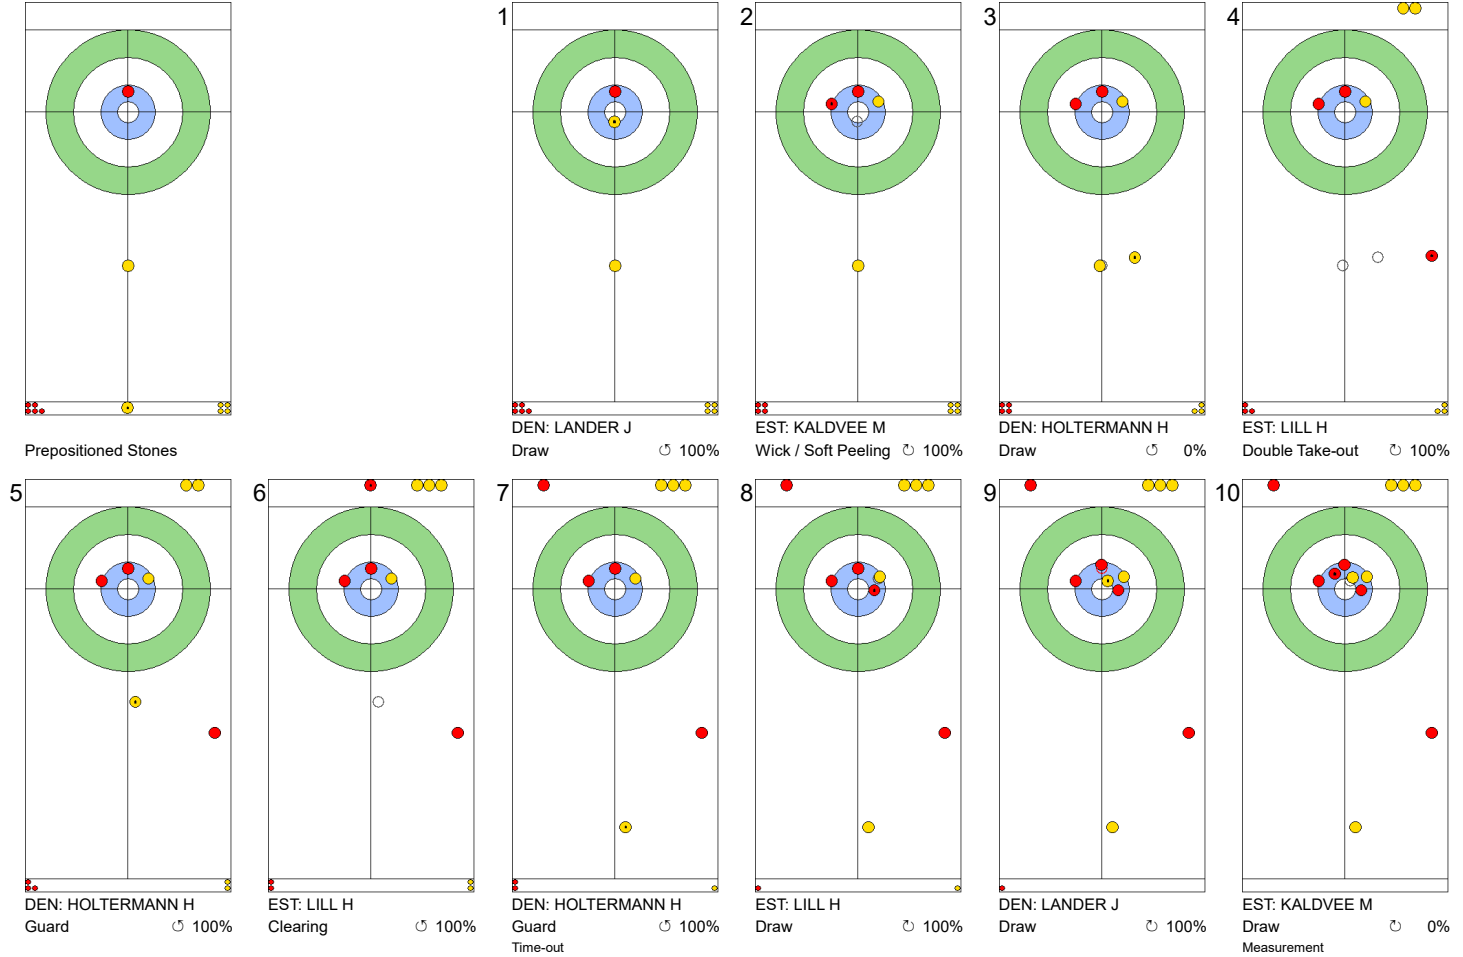 1
2
3
4
Prepositioned Stones
DEN: LANDER J
Draw ↺ 100%
EST: KALDVEE M
Wick / Soft Peeling ↻ 100%
DEN: HOLTERMANN H
Draw ↺ 0%
EST: LILL H
Double Take-out ↻ 100%
5
6
7
8
9
10
DEN: HOLTERMANN H
Guard ↺ 100%
EST: LILL H
Clearing ↺ 100%
DEN: HOLTERMANN H
Guard ↺ 100%
Time-out
EST: LILL H
Draw ↻ 100%
DEN: LANDER J
Draw ↺ 100%
EST: KALDVEE M
Draw ↻ 0%
Measurement